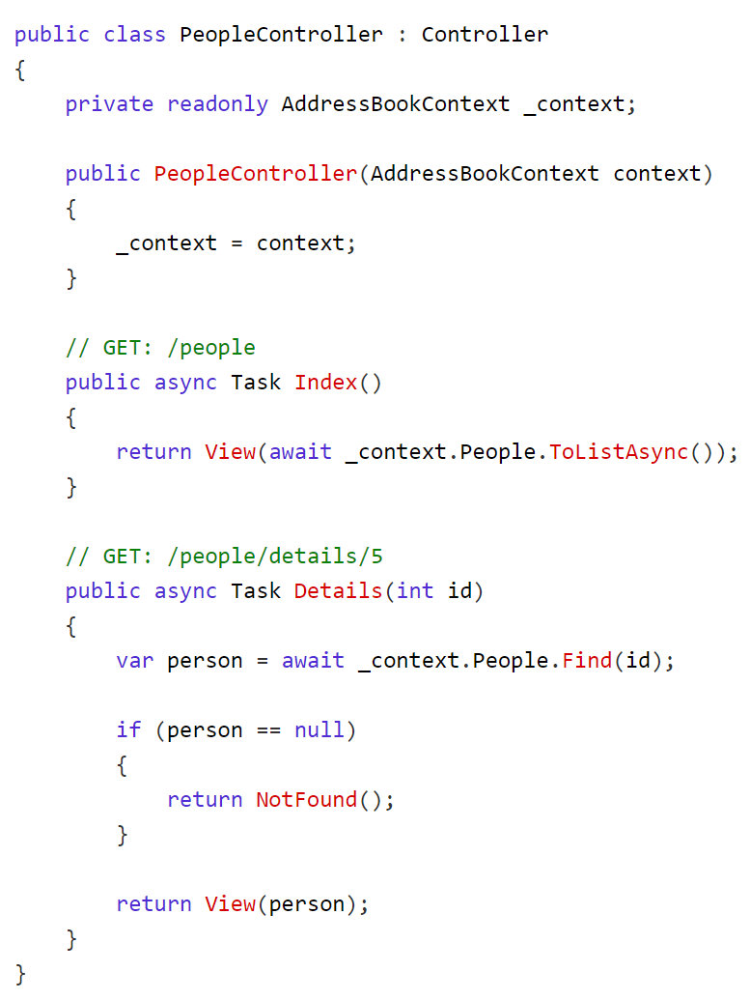 public class PeopleController : Controller
{
    private readonly AddressBookContext _context;

    public PeopleController(AddressBookContext context)
    {
        _context = context;
    }

    // GET: /people
    public async Task Index()
    {
        return View(await _context.People.ToListAsync());
    }

    // GET: /people/details/5
    public async Task Details(int id)
    {
        var person = await _context.People.Find(id);

        if (person == null)
        {
            return NotFound();
        }

        return View(person);
    }
}